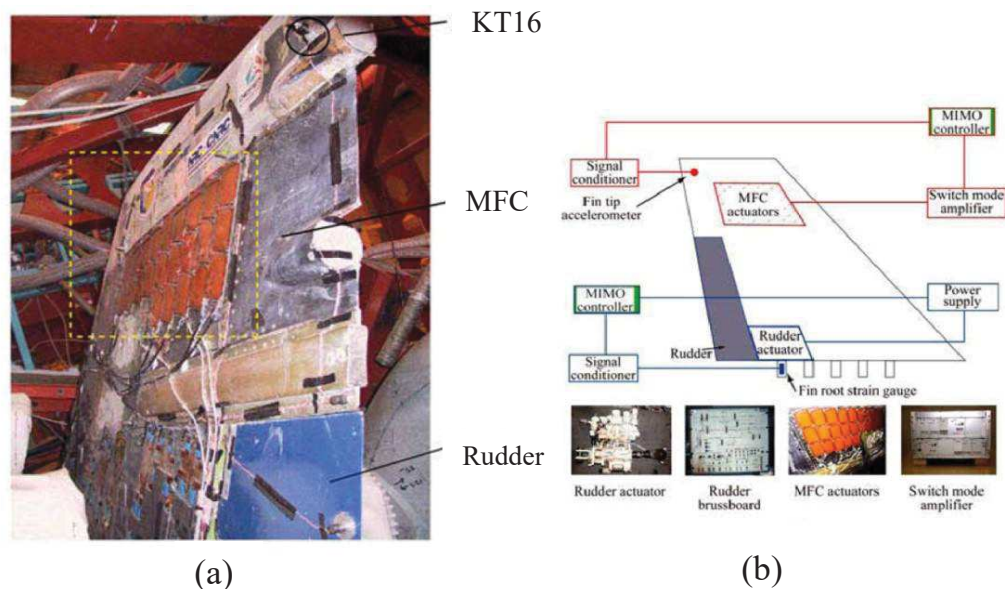 KT16
MFC
Rudder
(a)
MIMO
controller
Signal
conditioner
Fin tip
accelerometer
MFC
actuators
Switch mode
amplifier
MIMO
controller
Power
supply
Rudder
Rudder
actuator
Signal
conditioner
Fin root strain gauge
Rudder actuator
Rudder
brussboard
MFC actuators
Switch mode
amplifier
(b)